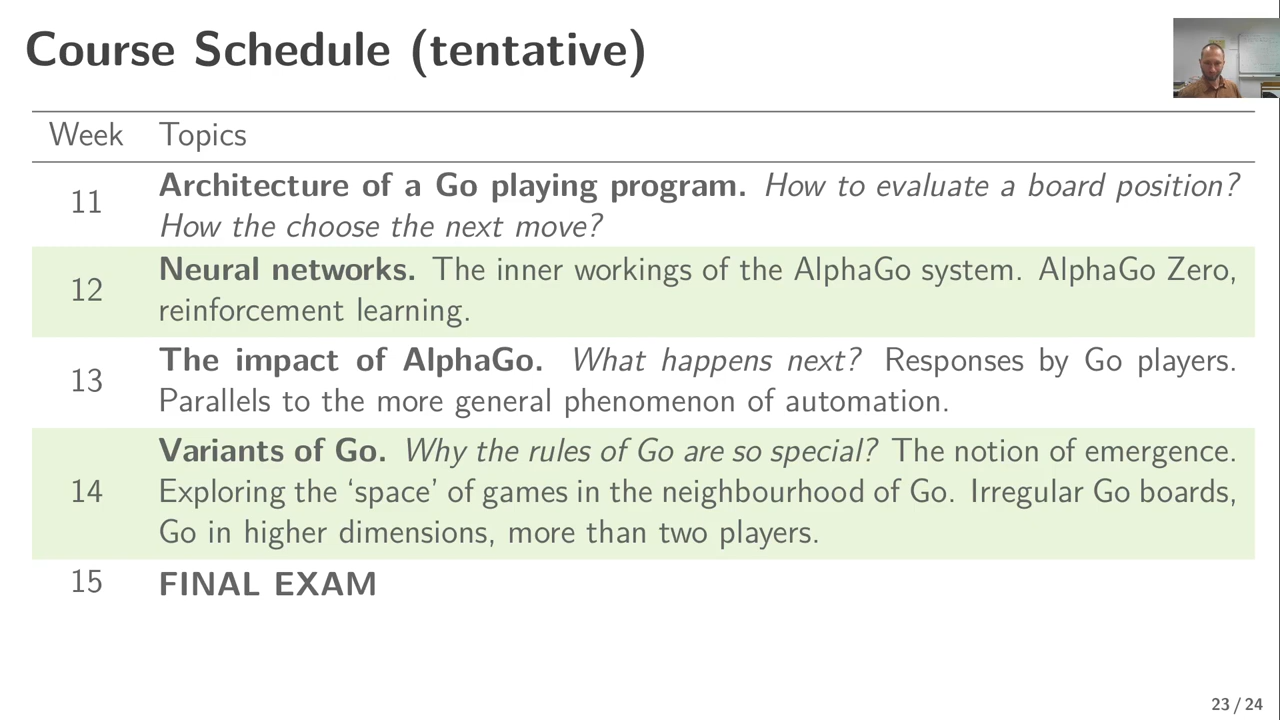 Course Schedule (tentative)
Week Topics
11 Architecture of a Go playing program. How to evaluate a board position?
How the choose the next move?
12 Neural networks. The inner workings of the AlphaGo system. AlphaGo Zero,
reinforcement learning.
13 The impact of AlphaGo. What happens next? Responses by Go players.
Parallels to the more general phenomenon of automation.
14 Variants of Go. Why the rules of Go are so special? The notion of emergence.
Exploring the ‘space’ of games in the neighbourhood of Go. Irregular Go boards,
Go in higher dimensions, more than two players.
15 FINAL EXAM
23 / 24